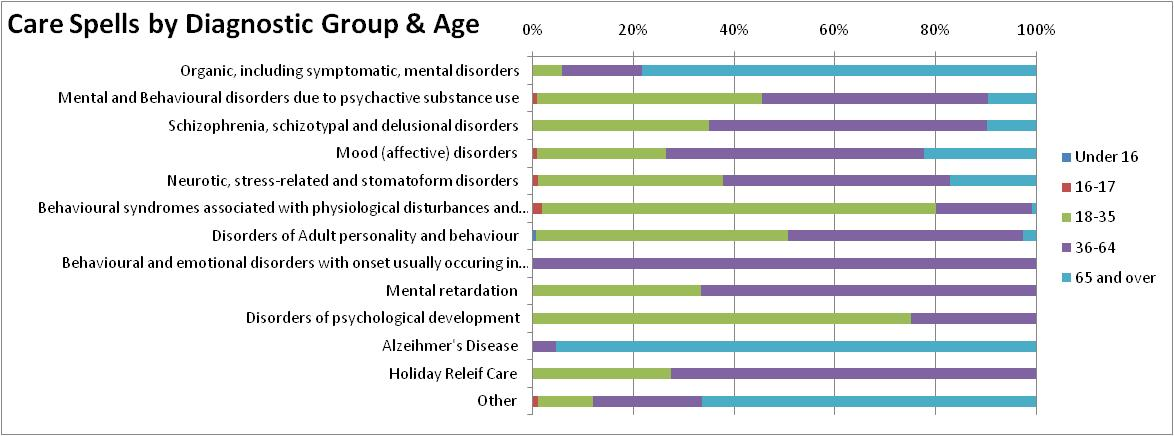 Care Spells by Diagnostic Group & Age
0% 20% 40% 60% 80% 100%
Organic, including symptomatic, mental disorders
Mental and Behavioural disorders due to psychactive substance use
Schizophrenia, schizotypal and delusional disorders
Mood (affective) disorders
Neurotic, stress-related and stomatoform disorders
Behavioural syndromes associated with physiological disturbances and...
Disorders of Adult personality and behaviour
Behavioural and emotional disorders with onset usually occuring in...
Mental retardation
Disorders of psychological development
Alzeihmer's Disease
Holiday Releif Care
Other
Under 16
16-17
18-35
36-64
65 and over